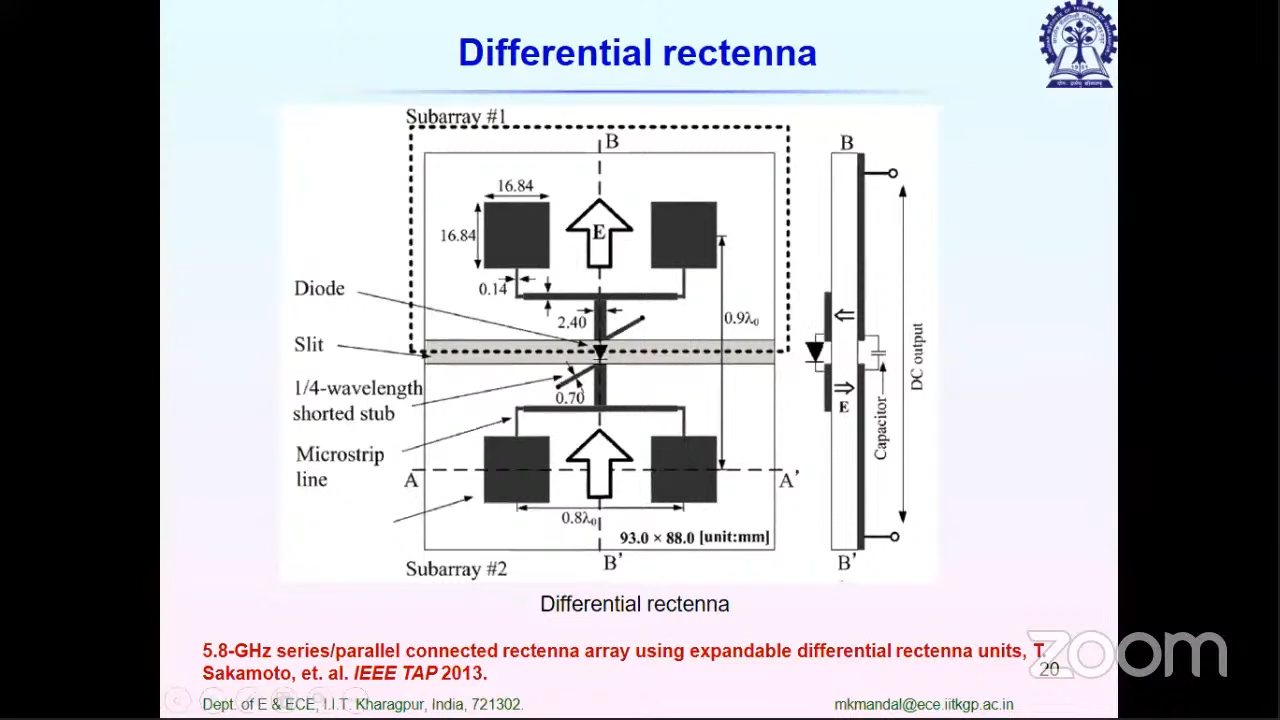 Differential rectenna
Subarray #1
B
B
16.84
E
16.84
0.14
Diode
2.40
0.9λ₀
Slit
DC output
1/4-wavelength
shorted stub
0.70
E
Capacitor
Microstrip
line
A
A'
0.8λ₀
93.0 × 88.0 [unit:mm]
B'
B'
Subarray #2
Differential rectenna
5.8-GHz series/parallel connected rectenna array using expandable differential rectenna units, T.
Sakamoto, et. al. IEEE TAP 2013.
20
zoom
Dept. of E & ECE, I.I.T. Kharagpur, India, 721302.
mkmandal@ece.iitkgp.ac.in